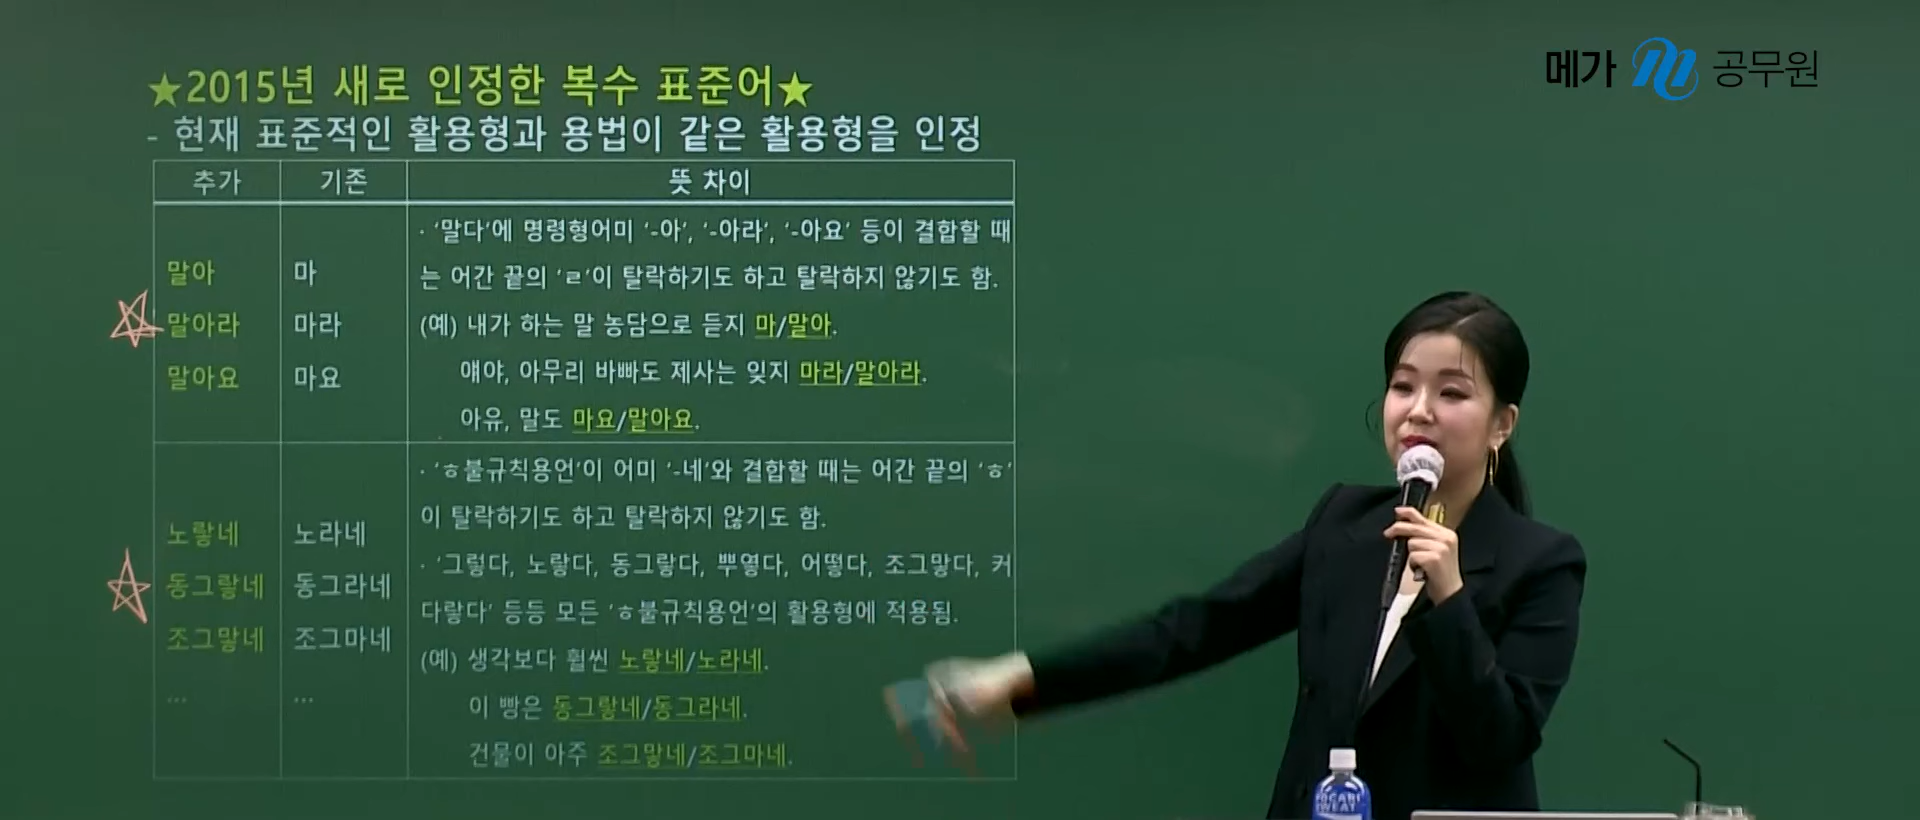 메가 공무원
★2015년 새로 인정한 복수 표준어★
- 현재 표준적인 활용형과 용법이 같은 활용형을 인정
추가 기존 뜻 차이
말아 마
말아라 마라
말아요 마요
· ‘말다’에 명령형어미 ‘-아’, ‘-아라’, ‘-아요’ 등이 결합할 때
는 어간 끝의 ‘ㄹ’이 탈락하기도 하고 탈락하지 않기도 함.
(예) 내가 하는 말 농담으로 듣지 마/말아.
얘야, 아무리 바빠도 제사는 잊지 마라/말아라.
아유, 말도 마요/말아요.
노랗네 노라네
동그랗네 동그라네
조그맣네 조그마네
... ...
· ‘ㅎ불규칙용언’이 어미 ‘-네’와 결합할 때는 어간 끝의 ‘ㅎ’
이 탈락하기도 하고 탈락하지 않기도 함.
· ‘그렇다, 노랗다, 동그랗다, 뿌옇다, 어떻다, 조그맣다, 커
다랗다’ 등등 모든 ‘ㅎ불규칙용언’의 활용형에 적용됨.
(예) 생각보다 훨씬 노랗네/노라네.
이 빵은 동그랗네/동그라네.
건물이 아주 조그맣네/조그마네.
POCARI
SWEAT